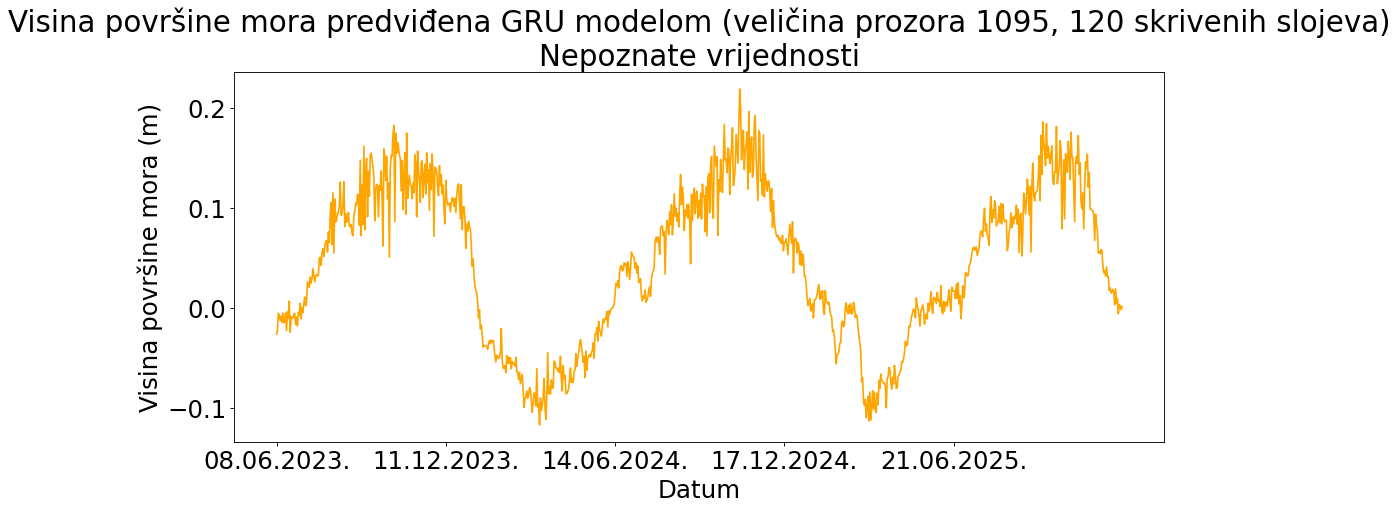 Visina površine mora predviđena GRU modelom (veličina prozora 1095, 120 skrivenih slojeva)
Nepoznate vrijednosti
Visina površine mora (m)
0.2
0.1
0.0
−0.1
08.06.2023. 11.12.2023. 14.06.2024. 17.12.2024. 21.06.2025.
Datum